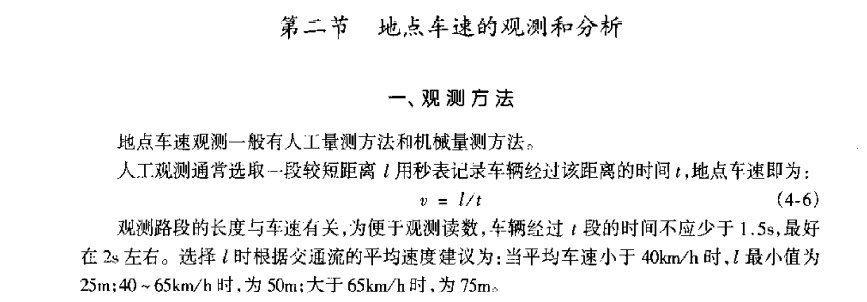 第二节 地点车速的观测和分析
一、观测方法
地点车速观测一般有人工量测方法和机械量测方法。
人工观测通常选取一段较短距离 l 用秒表记录车辆经过该距离的时间 t,地点车速即为:
v = l/t (4-6)
观测路段的长度与车速有关,为便于观测读数,车辆经过 l 段的时间不应少于 1.5s,最好
在 2s 左右。选择 l 时根据交通流的平均速度建议为:当平均车速小于 40km/h 时,l 最小值为
25m;40~65km/h 时,为 50m;大于 65km/h 时,为 75m。